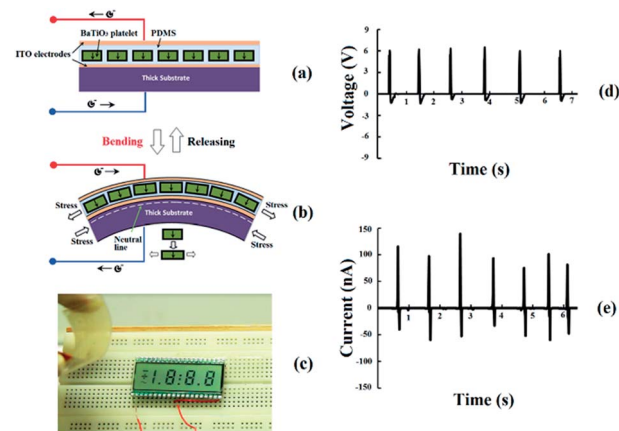 e-
BaTiO3 platelet
PDMS
ITO electrodes
Thick Substrate
(a)
e-
Bending
Releasing
e-
Stress
Stress
Thick Substrate
(b)
Stress
Neutral line
Stress
e-
-1.8:8.8
(c)
9
6
3
0
-3
-6
-9
Voltage (V)
1 2 3 4 5 6 7
(d)
Time (s)
150
100
50
0
-50
-100
-150
Current (nA)
1 2 3 4 5 6
(e)
Time (s)